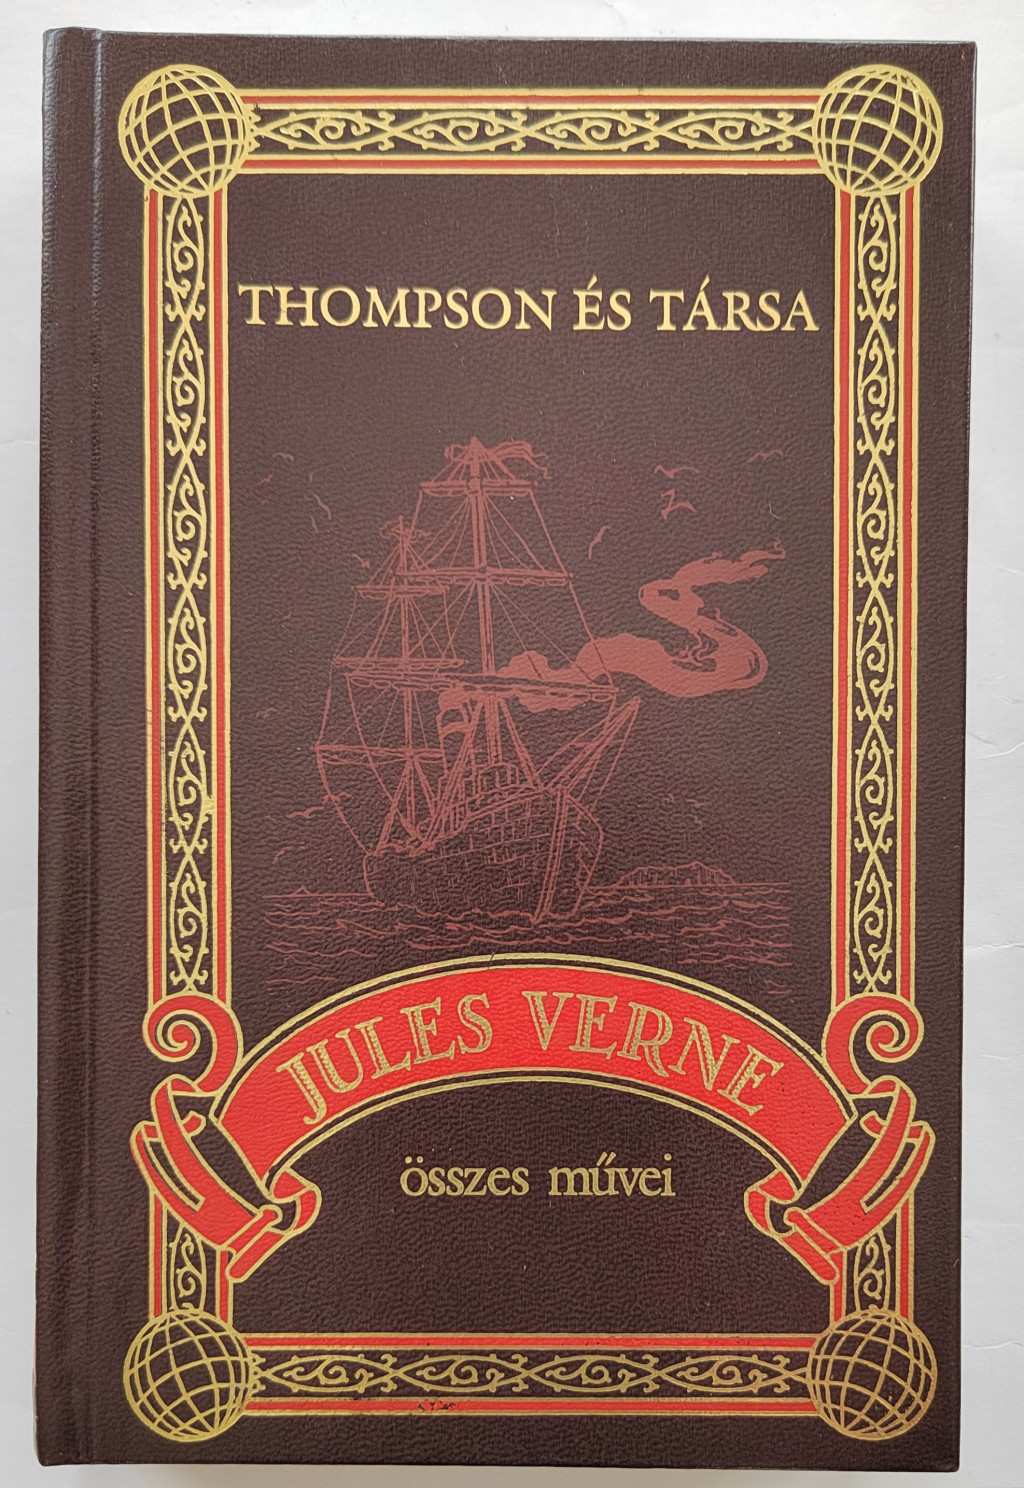 THOMPSON ÉS TÁRSA
JULES VERNE
összes művei